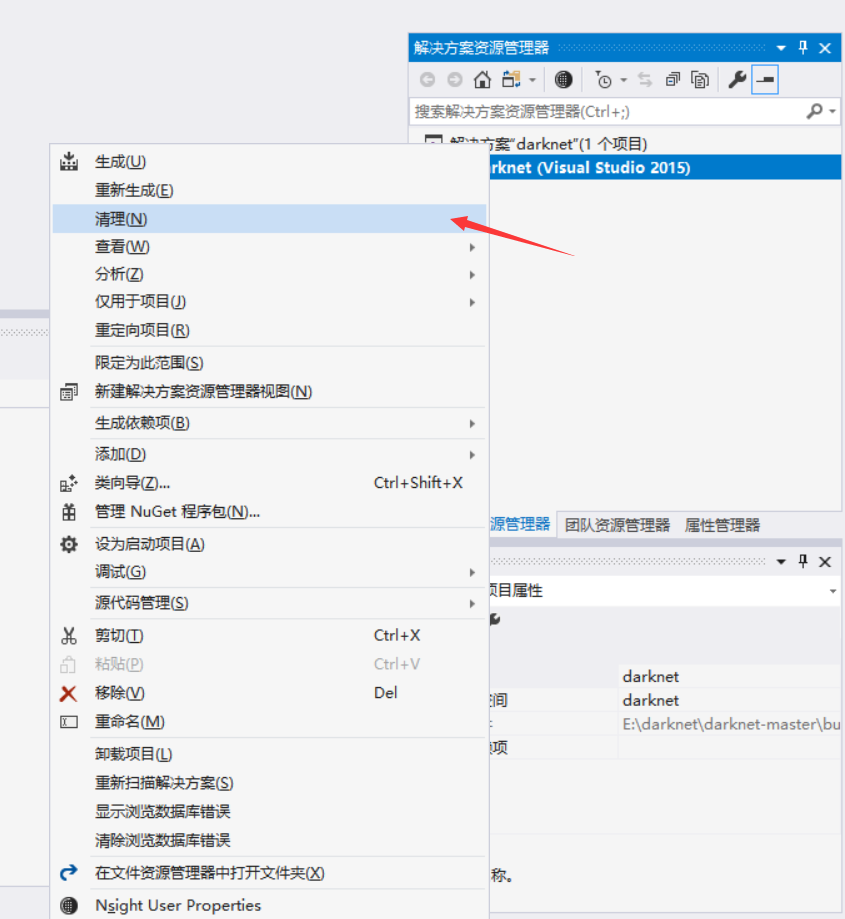 解决方案资源管理器
搜索解决方案资源管理器(Ctrl+;)
解决方案"darknet"(1 个项目)
rknet (Visual Studio 2015)
生成(U)
重新生成(E)
清理(N)
查看(W)
分析(Z)
仅用于项目(J)
重定向项目(R)
限定为此范围(S)
新建解决方案资源管理器视图(N)
生成依赖项(B)
添加(D)
类向导(Z)... Ctrl+Shift+X
管理 NuGet 程序包(N)...
设为启动项目(A)
调试(G)
源代码管理(S)
剪切(T) Ctrl+X
粘贴(P) Ctrl+V
移除(V) Del
重命名(M)
卸载项目(L)
重新扫描解决方案(S)
显示浏览数据库错误
清除浏览数据库错误
在文件资源管理器中打开文件夹(X)
Nsight User Properties
源管理器 团队资源管理器 属性管理器
项目属性
darknet
间 darknet
E:\darknet\darknet-master\bu
项
称。